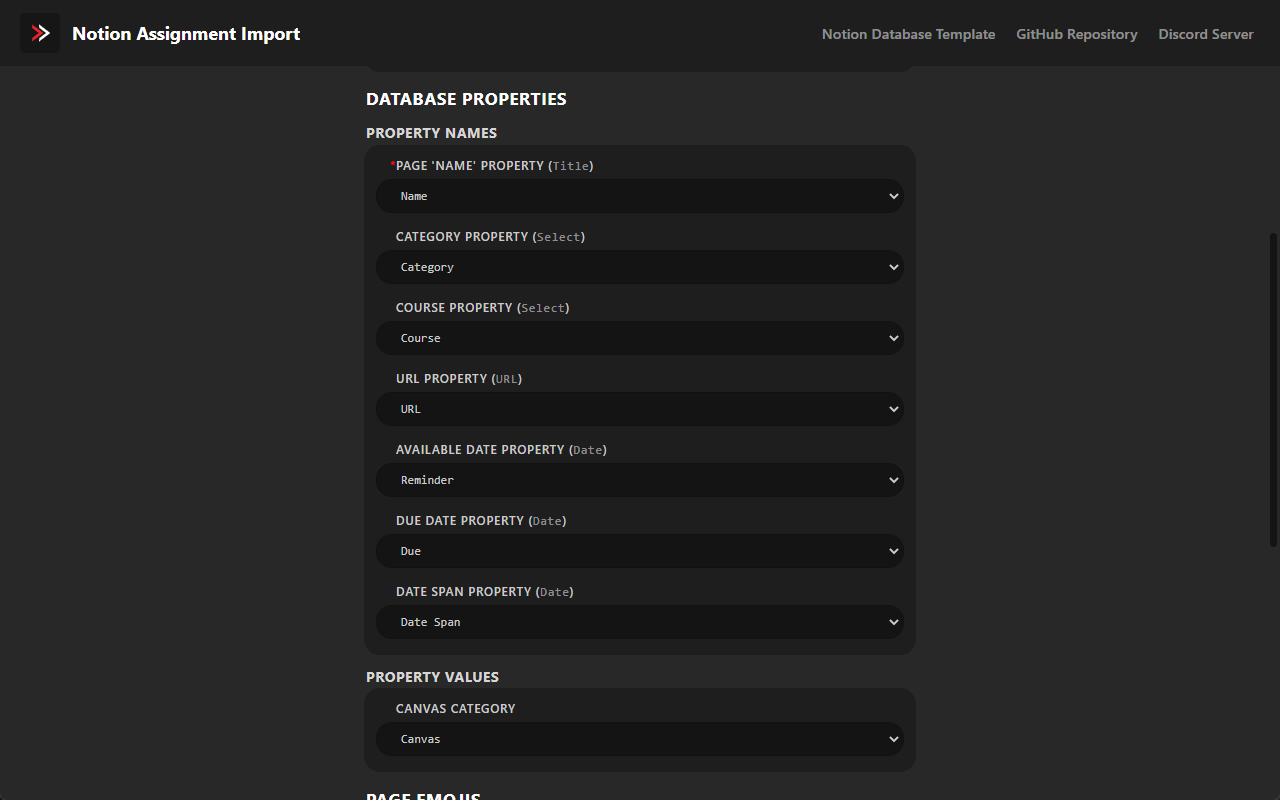 Notion Assignment Import
Notion Database Template
GitHub Repository
Discord Server
DATABASE PROPERTIES
PROPERTY NAMES
*PAGE 'NAME' PROPERTY (Title)
Name
CATEGORY PROPERTY (Select)
Category
COURSE PROPERTY (Select)
Course
URL PROPERTY (URL)
URL
AVAILABLE DATE PROPERTY (Date)
Reminder
DUE DATE PROPERTY (Date)
Due
DATE SPAN PROPERTY (Date)
Date Span
PROPERTY VALUES
CANVAS CATEGORY
Canvas
PAGE EMOJIS